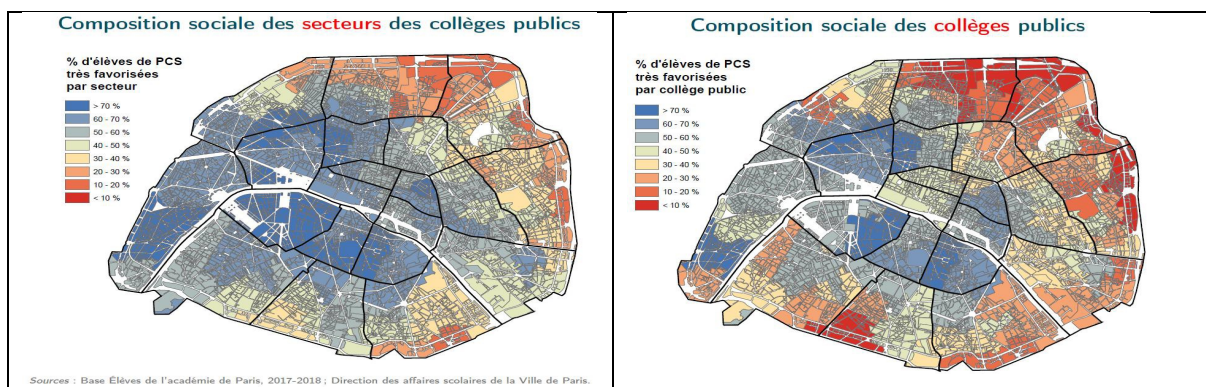 Composition sociale des secteurs des collèges publics
% d'élèves de PCS
très favorisées
par secteur
> 70 %
60 - 70 %
50 - 60 %
40 - 50 %
30 - 40 %
20 - 30 %
10 - 20 %
< 10 %
Sources : Base Élèves de l'académie de Paris, 2017-2018 ; Direction des affaires scolaires de la Ville de Paris.
Composition sociale des collèges publics
% d'élèves de PCS
très favorisées
par collège public
> 70 %
60 - 70 %
50 - 60 %
40 - 50 %
30 - 40 %
20 - 30 %
10 - 20 %
< 10 %